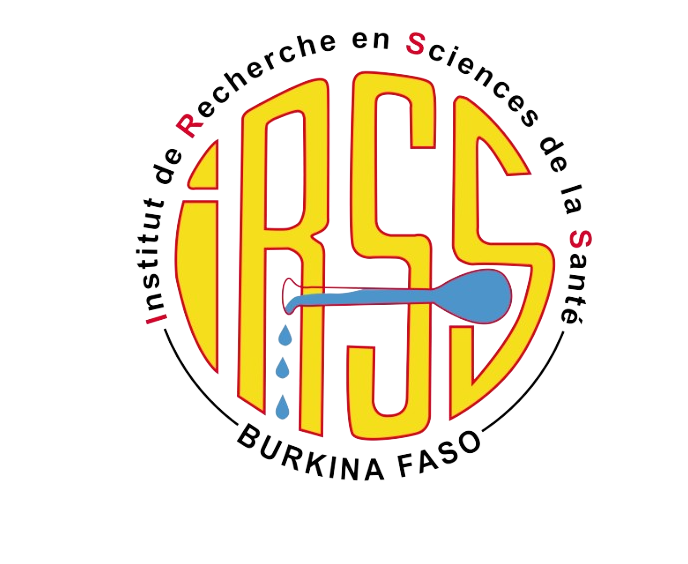 Institut de Recherche en Sciences de la Santé
iRSS
BURKINA FASO